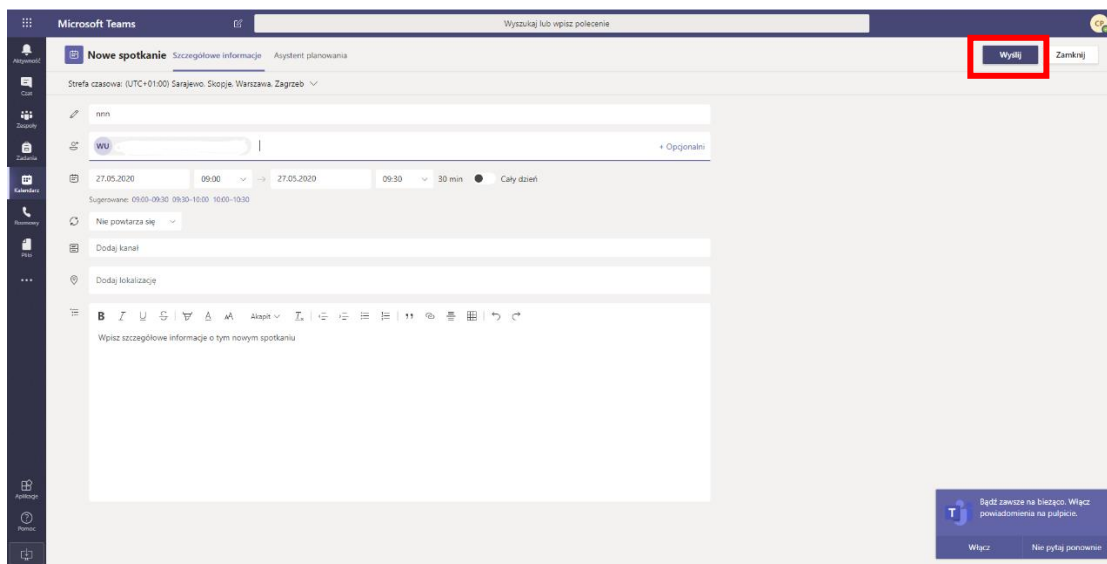 Microsoft Teams
Wyszukaj lub wpisz polecenie
CP
Aktywność
Czat
Zespoły
Zadania
Kalendarz
Rozmowy
Pliki
Aplikacje
Pomoc
Nowe spotkanie Szczegółowe informacje Asystent planowania
Wyślij Zamknij
Strefa czasowa: (UTC+01:00) Sarajewo, Skopje, Warszawa, Zagrzeb
nnn
WU + Opcjonalni
27.05.2020 09:00 → 27.05.2020 09:30 30 min Cały dzień
Sugerowane: 09:00-09:30 09:30-10:00 10:00-10:30
Nie powtarza się
Dodaj kanał
Dodaj lokalizację
B I U S A AA Akapit
Wpisz szczegółowe informacje o tym nowym spotkaniu
T
Bądź zawsze na bieżąco. Włącz
powiadomienia na pulpicie.
Włącz Nie pytaj ponownie